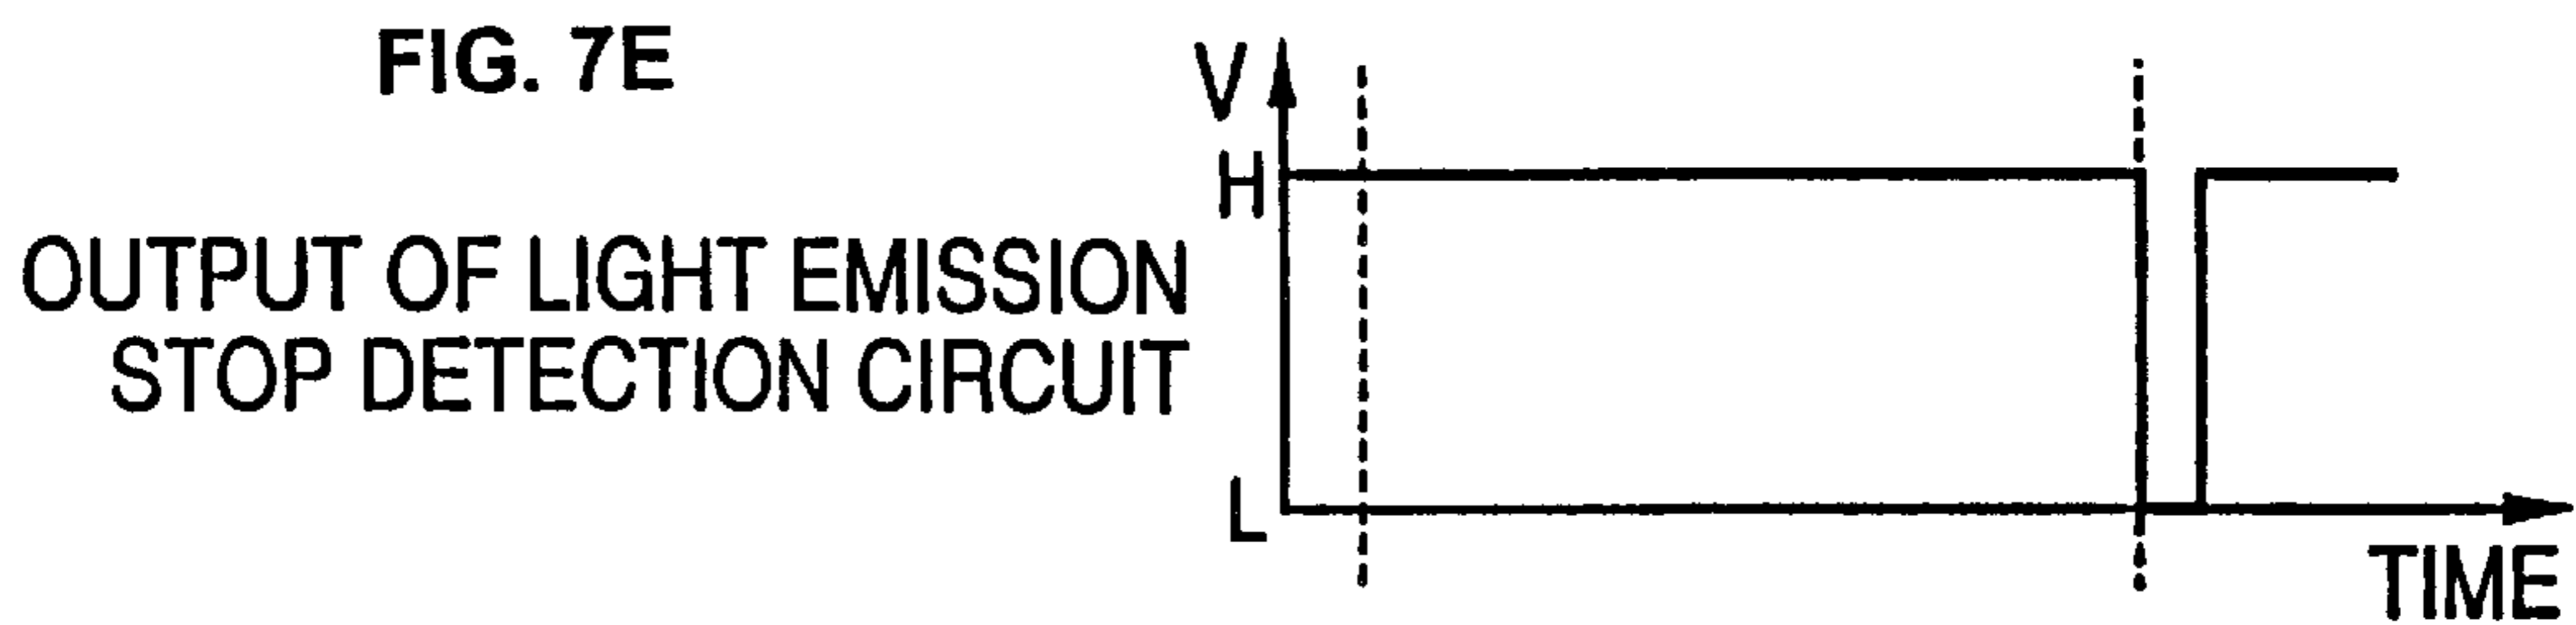 FIG. 7E
OUTPUT OF LIGHT EMISSION
STOP DETECTION CIRCUIT
V
H
L
TIME